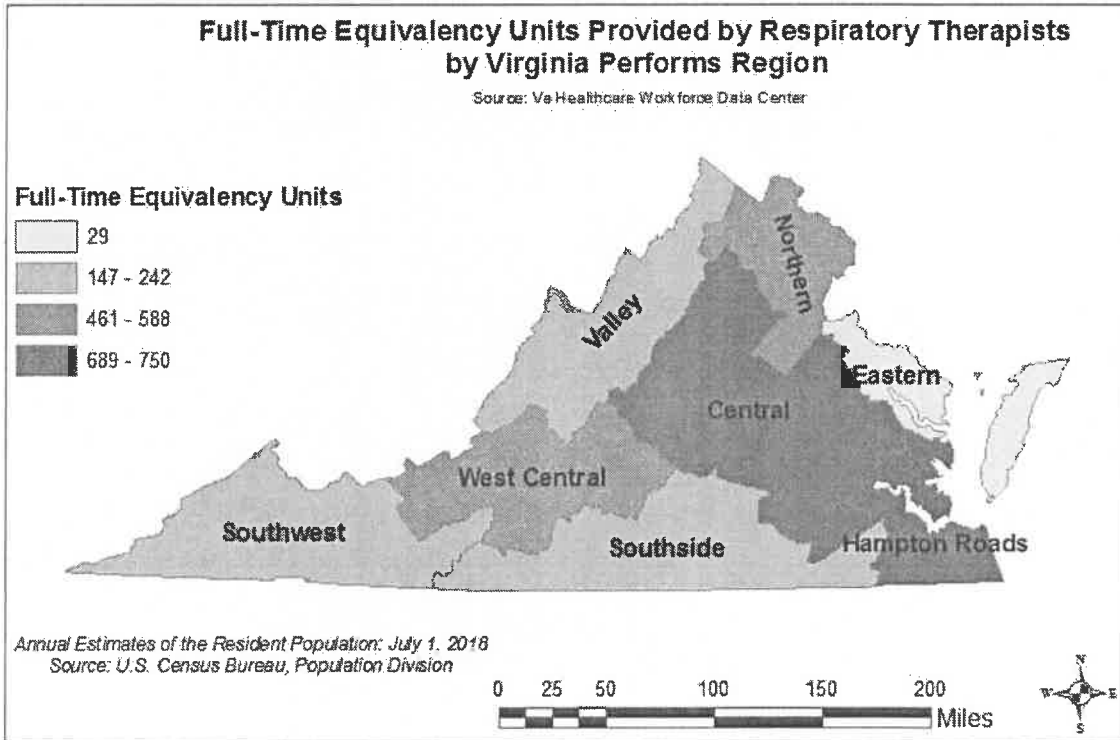 Full-Time Equivalency Units Provided by Respiratory Therapists
by Virginia Performs Region
Source: Va Healthcare Workforce Data Center
Full-Time Equivalency Units
29
147 - 242
461 - 588
689 - 750
Northern
Valley
Eastern
Central
West Central
Southwest
Southside
Hampton Roads
Annual Estimates of the Resident Population: July 1, 2018
Source: U.S. Census Bureau, Population Division
0 25 50 100 150 200
Miles
N
W E
S